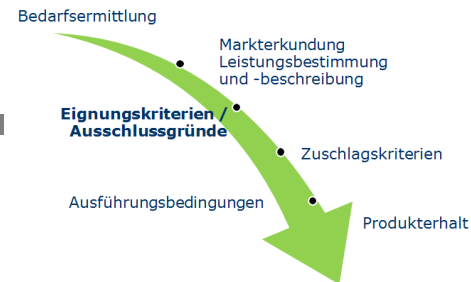 Bedarfsermittlung
Markterkundung
Leistungsbestimmung
und -beschreibung
Eignungskriterien /
Ausschlussgründe
Zuschlagskriterien
Ausführungsbedingungen
Produkterhalt